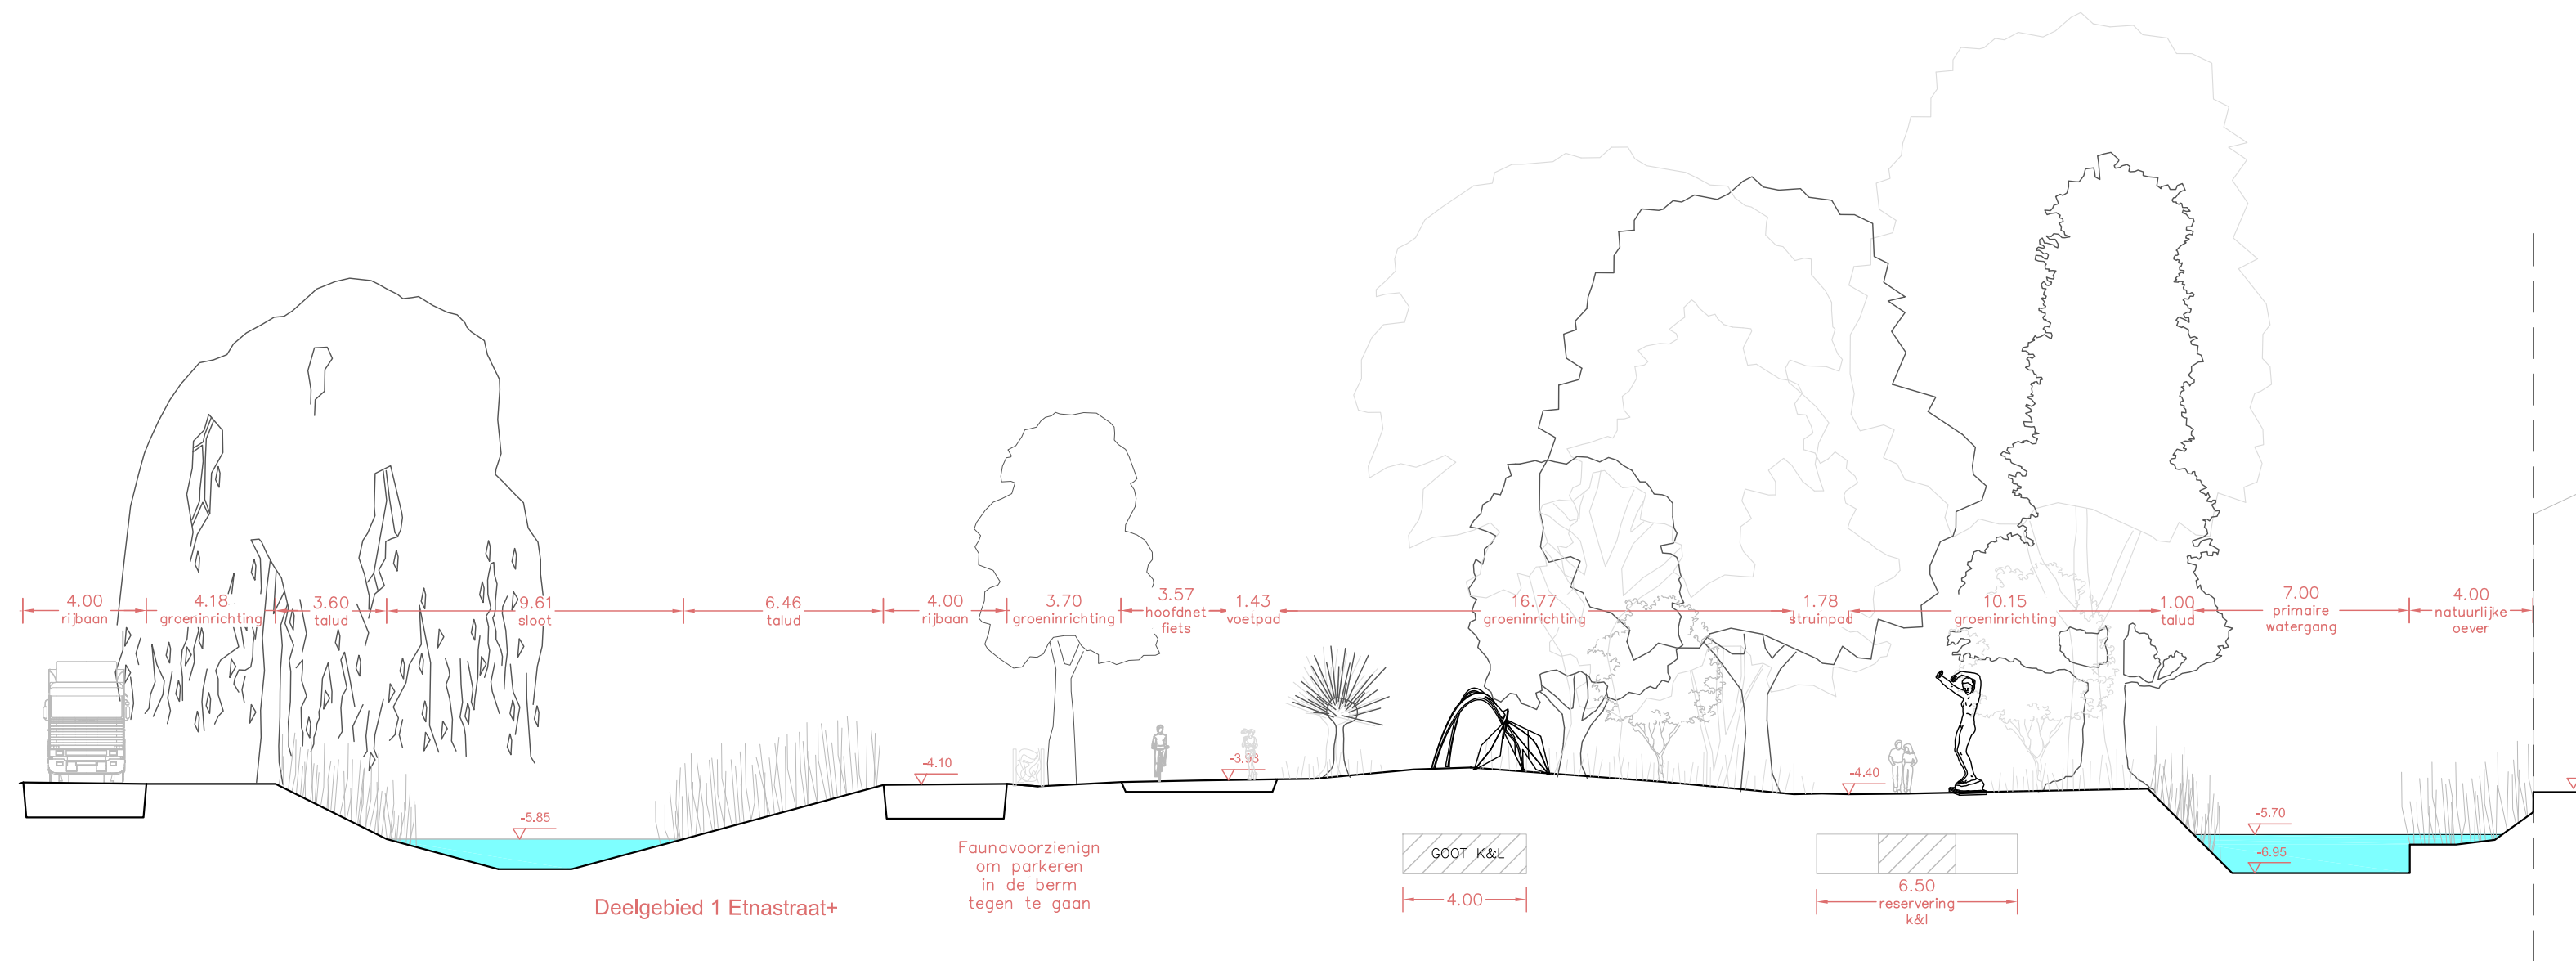 4.00
rijbaan
4.18
groeninrichting
3.60
talud
9.61
sloot
6.46
talud
4.00
rijbaan
3.70
groeninrichting
3.57
hoofdnet
fiets
1.43
voetpad
16.77
groeninrichting
1.78
struinpad
10.15
groeninrichting
1.00
talud
7.00
primaire
watergang
4.00
natuurlijke
oever
-4.10
-3.93
-4.40
-5.85
-5.70
-6.95
Faunavoorzienign
om parkeren
in de berm
tegen te gaan
GOOT K&L
4.00
6.50
reservering
k&l
Deelgebied 1 Etnastraat+